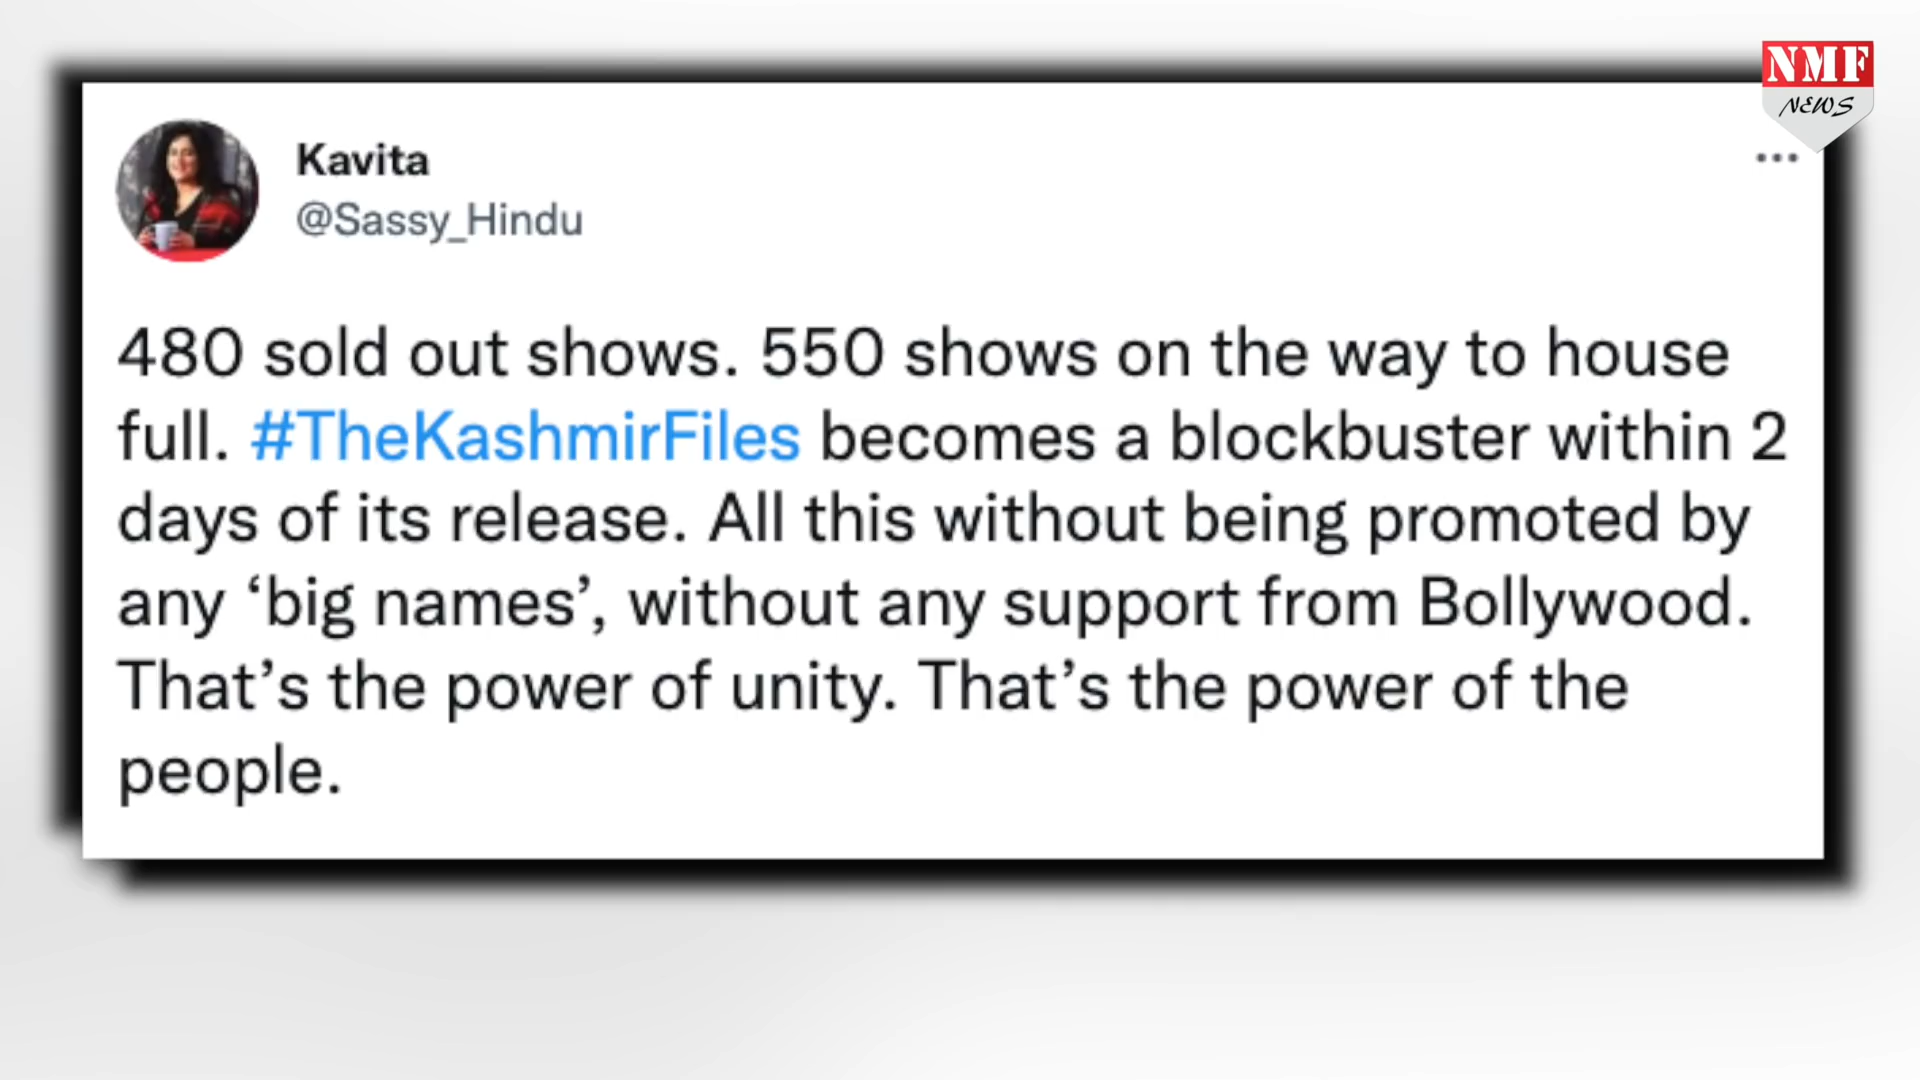 NMF
NEWS
Kavita
@Sassy_Hindu
480 sold out shows. 550 shows on the way to house
full. #TheKashmirFiles becomes a blockbuster within 2
days of its release. All this without being promoted by
any ‘big names’, without any support from Bollywood.
That’s the power of unity. That’s the power of the
people.